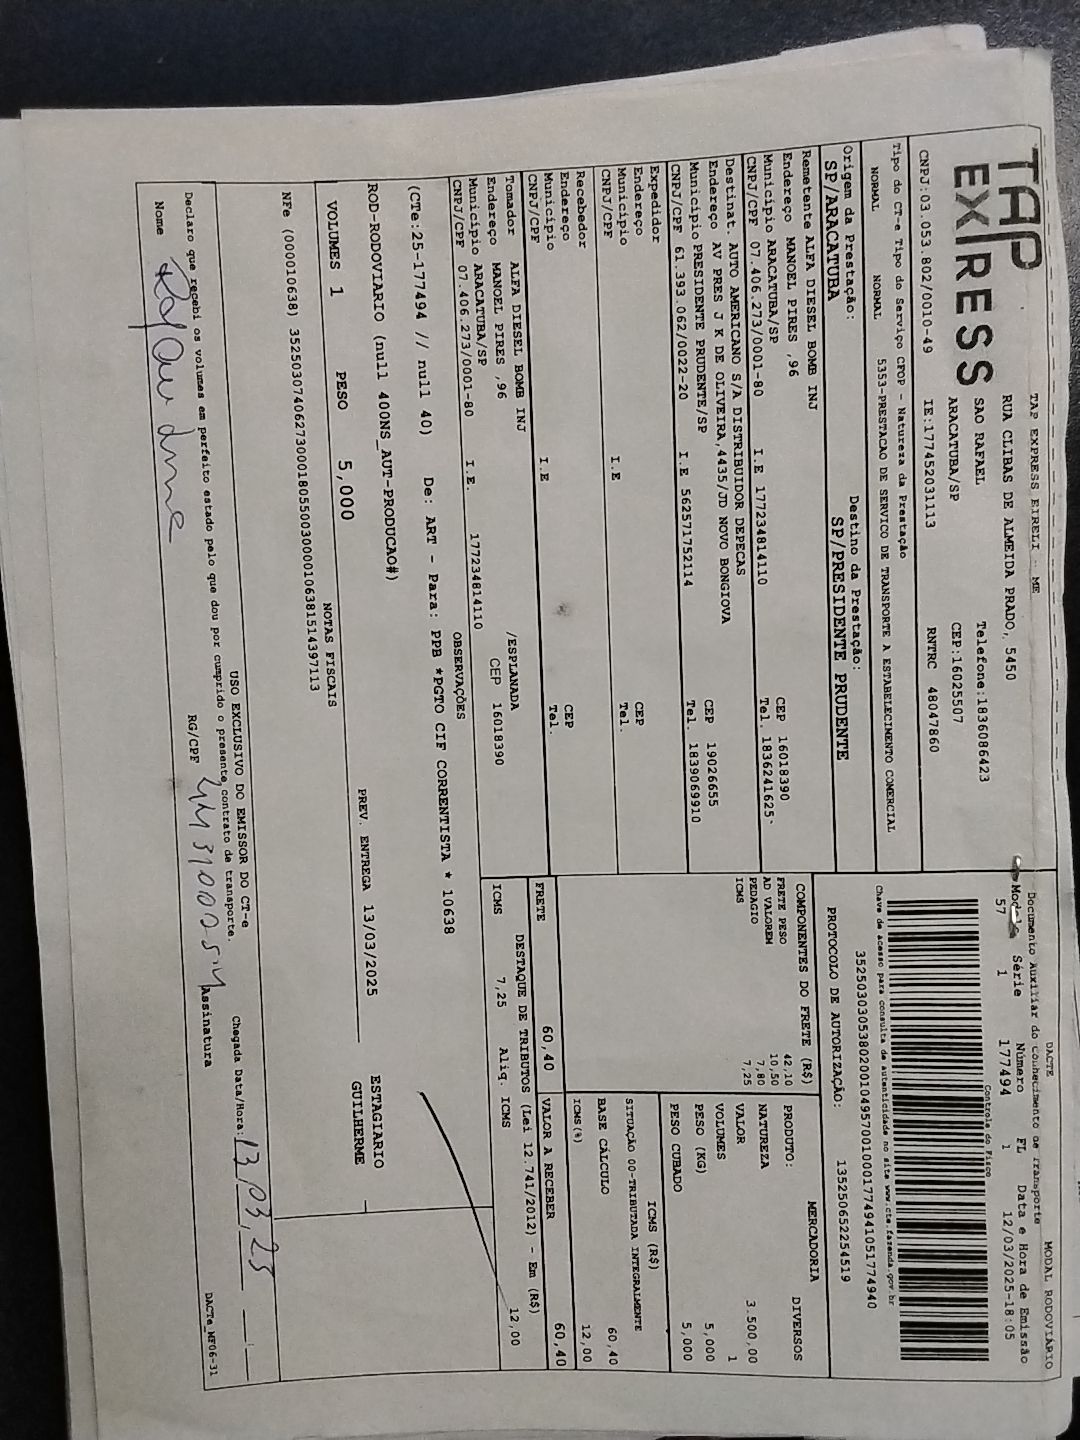 TAP EXPRESS
TAP EXPRESS EIRELI - ME
RUA CLIBAS DE ALMEIDA PRADO, 5450
SAO RAFAEL Telefone:1836086423
ARACATUBA/SP CEP:16025507
CNPJ:03.053.802/0010-49 IE:177452031113 RNTRC 48047860
Tipo do CT-e Tipo do Serviço CFOP - Natureza da Prestação
NORMAL NORMAL 5353-PRESTACAO DE SERVICO DE TRANSPORTE A ESTABELECIMENTO COMERCIAL
Origem da Prestação: Destino da Prestação:
SP/ARACATUBA SP/PRESIDENTE PRUDENTE
Remetente ALFA DIESEL BOMB INJ
Endereço MANOEL PIRES ,96 CEP 16018390
Município ARACATUBA/SP Tel. 1836241625
CNPJ/CPF 07.406.273/0001-80 I.E 177234814110
Destinat. AUTO AMERICANO S/A DISTRIBUIDOR DEPECAS
Endereço AV PRES J K DE OLIVEIRA,4435/JD NOVO BONGIOVA CEP 19026655
Município PRESIDENTE PRUDENTE/SP Tel. 1839069910
CNPJ/CPF 61.393.062/0022-20 I.E 562571752114
Expedidor
Endereço CEP
Município Tel.
CNPJ/CPF I.E
Recebedor
Endereço CEP
Município Tel.
CNPJ/CPF I.E
Tomador ALFA DIESEL BOMB INJ
Endereço MANOEL PIRES ,96 /ESPLANADA
Município ARACATUBA/SP CEP 16018390
CNPJ/CPF 07.406.273/0001-80 I.E. 177234814110
DACTE MODAL RODOVIÁRIO
Documento Auxiliar do Conhecimento de Transporte
Modelo Série Número FL Data e Hora de Emissão
57 1 177494 1 12/03/2025-18:05
Controle do Fisco
Chave de acesso para consulta de autenticidade no site www.cte.fazenda.gov.br
35250303053802001049570010001774941051774940
PROTOCOLO DE AUTORIZAÇÃO: 135250652254519
COMPONENTES DO FRETE (R$)
FRETE PESO 42,10
AD VALOREM 10,50
PEDAGIO 7,80
ICMS 7,25
MERCADORIA
PRODUTO: DIVERSOS
NATUREZA
VALOR 3.500,00
VOLUMES 1
PESO (KG) 5,000
PESO CUBADO 5,000
ICMS (R$)
SITUAÇÃO 00-TRIBUTADA INTEGRALMENTE
BASE CÁLCULO 60,40
ICMS(%) 12,00
FRETE 60,40 VALOR A RECEBER 60,40
DESTAQUE DE TRIBUTOS (Lei 12.741/2012) - Em (R$)
ICMS 7,25 Aliq. ICMS 12,00
OBSERVAÇÕES
(CTe:25-177494 // null 40) De: ART - Para: PPB *PGTO CIF CORRENTISTA * 10638
ROD-RODOVIARIO (null 400NS_AUT-PRODUCAO#)
ESTAGIARIO
GUILHERME
VOLUMES 1 PESO 5,000 PREV. ENTREGA 13/03/2025
NOTAS FISCAIS
NFe (000010638) 35250307406273000180550030000106381514397113
USO EXCLUSIVO DO EMISSOR DO CT-e
Declaro que recebi os volumes em perfeito estado pelo que dou por cumprido o presente contrato de transporte. Chegada Data/Hora: 13,03,25
Nome RG/CPF Assinatura
DACTe_MF06-31